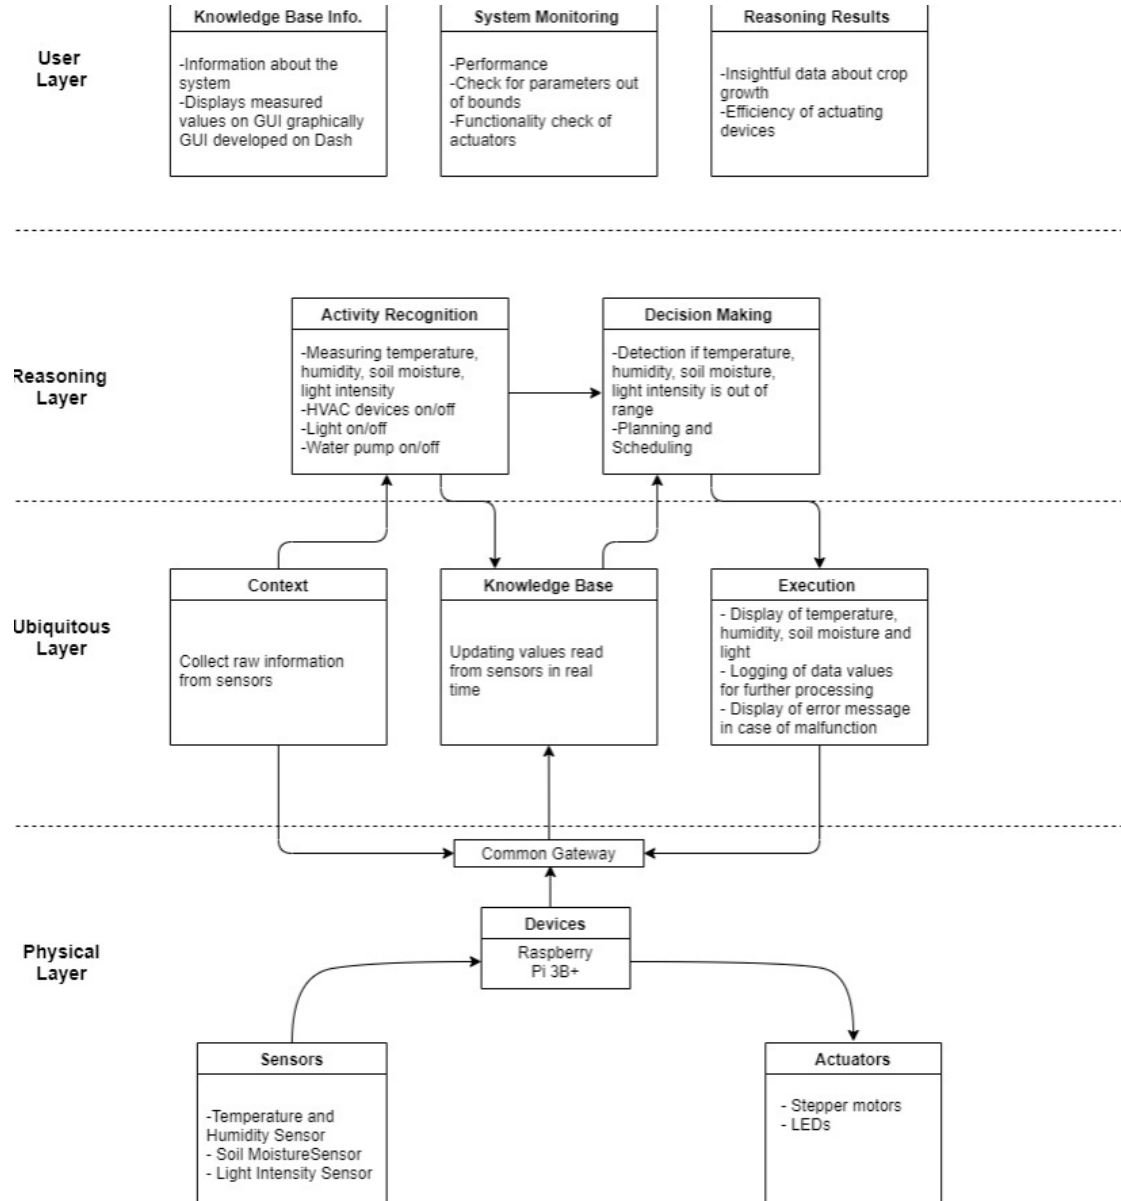 Knowledge Base Info.
-Information about the
system
-Displays measured
values on GUI graphically
GUI developed on Dash
System Monitoring
-Performance
-Check for parameters out
of bounds
-Functionality check of
actuators
Reasoning Results
-Insightful data about crop
growth
-Efficiency of actuating
devices
User
Layer
Reasoning
Layer
Activity Recognition
-Measuring temperature,
humidity, soil moisture,
light intensity
-HVAC devices on/off
-Light on/off
-Water pump on/off
Decision Making
-Detection if temperature,
humidity, soil moisture,
light intensity is out of
range
-Planning and
Scheduling
Ubiquitous
Layer
Context
Collect raw information
from sensors
Knowledge Base
Updating values read
from sensors in real
time
Execution
- Display of temperature,
humidity, soil moisture and
light
- Logging of data values
for further processing
- Display of error message
in case of malfunction
Common Gateway
Physical
Layer
Devices
Raspberry
Pi 3B+
Sensors
-Temperature and
Humidity Sensor
- Soil MoistureSensor
- Light Intensity Sensor
Actuators
- Stepper motors
- LEDs